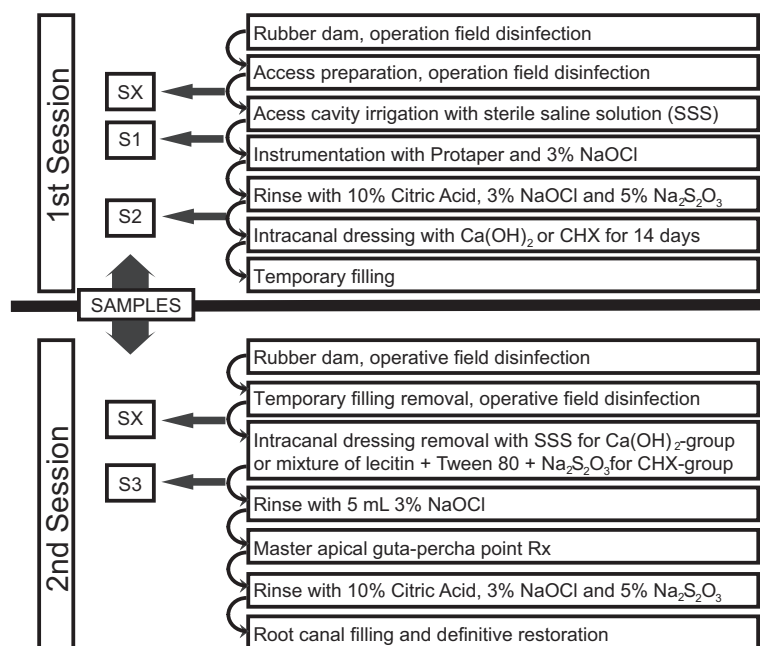 1st Session
Rubber dam, operation field disinfection
Access preparation, operation field disinfection
SX
Acess cavity irrigation with sterile saline solution (SSS)
S1
Instrumentation with Protaper and 3% NaOCl
Rinse with 10% Citric Acid, 3% NaOCl and 5% Na₂S₂O₃
S2
Intracanal dressing with Ca(OH)₂ or CHX for 14 days
Temporary filling
SAMPLES
2nd Session
Rubber dam, operative field disinfection
Temporary filling removal, operative field disinfection
SX
Intracanal dressing removal with SSS for Ca(OH)₂-group
or mixture of lecitin + Tween 80 + Na₂S₂O₃for CHX-group
S3
Rinse with 5 mL 3% NaOCl
Master apical guta-percha point Rx
Rinse with 10% Citric Acid, 3% NaOCl and 5% Na₂S₂O₃
Root canal filling and definitive restoration